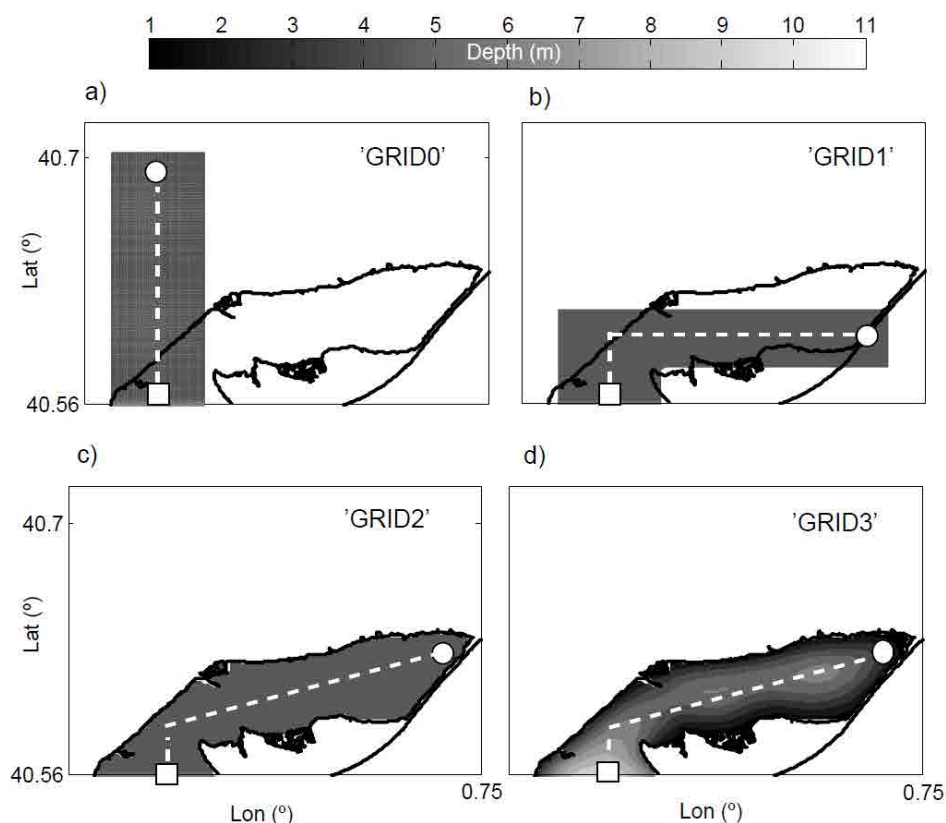 1 2 3 4 5 6 7 8 9 10 11
Depth (m)
a)
b)
40.7
'GRID0'
'GRID1'
Lat (º)
40.56
c)
d)
40.7
'GRID2'
'GRID3'
Lat (º)
40.56
0.75
0.75
Lon (º)
Lon (º)